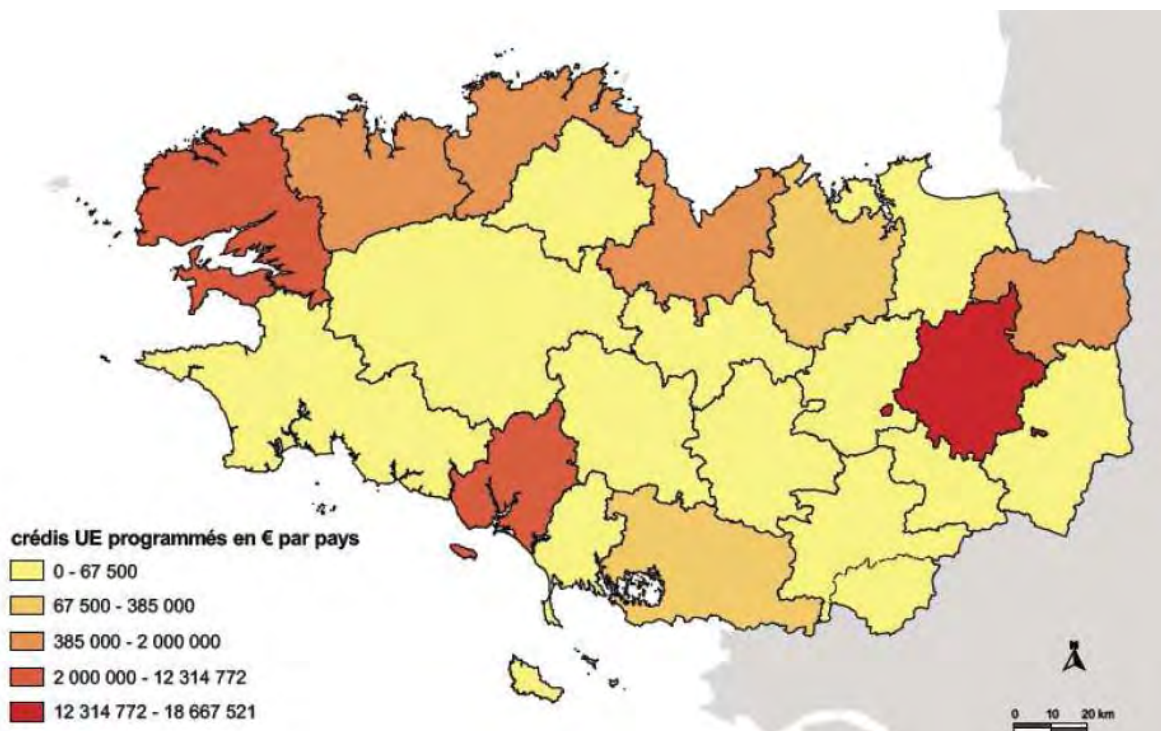 crédis UE programmés en € par pays
0 - 67 500
67 500 - 385 000
385 000 - 2 000 000
2 000 000 - 12 314 772
12 314 772 - 18 667 521
N
0 10 20 km